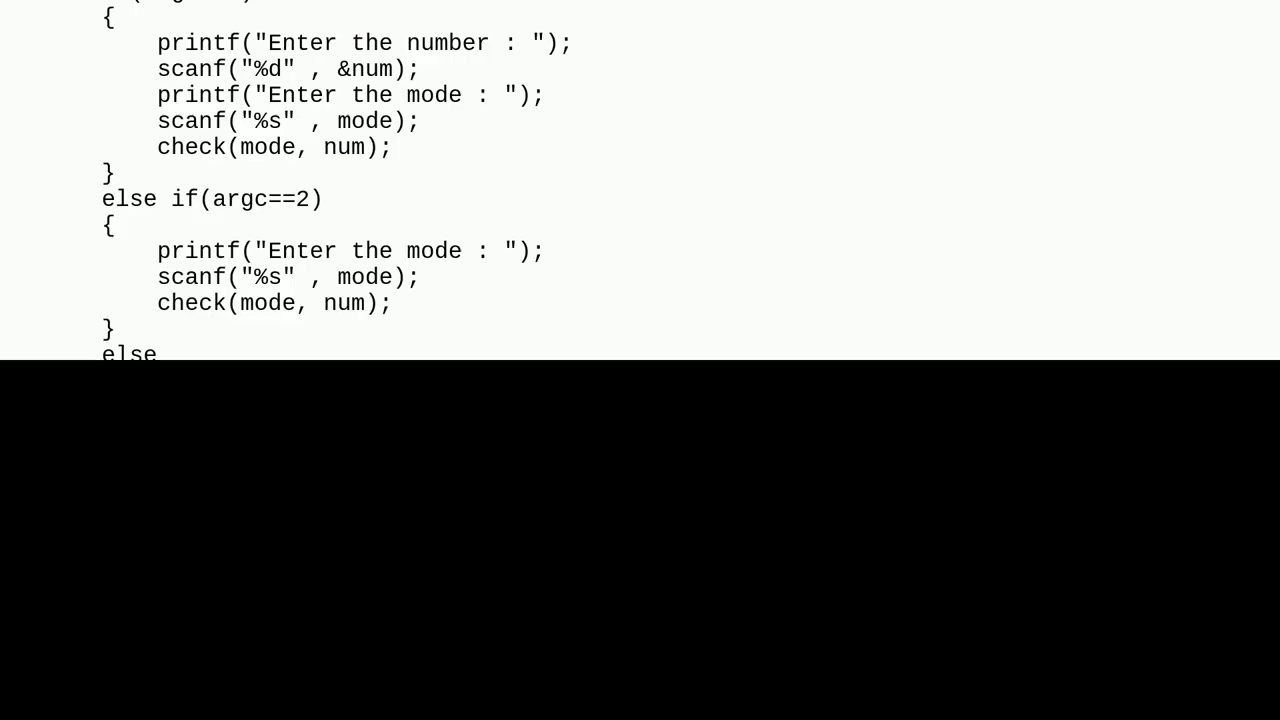 {
printf("Enter the number : ");
scanf("%d" , &num);
printf("Enter the mode : ");
scanf("%s" , mode);
check(mode, num);
}
else if(argc==2)
{
printf("Enter the mode : ");
scanf("%s" , mode);
check(mode, num);
}
else